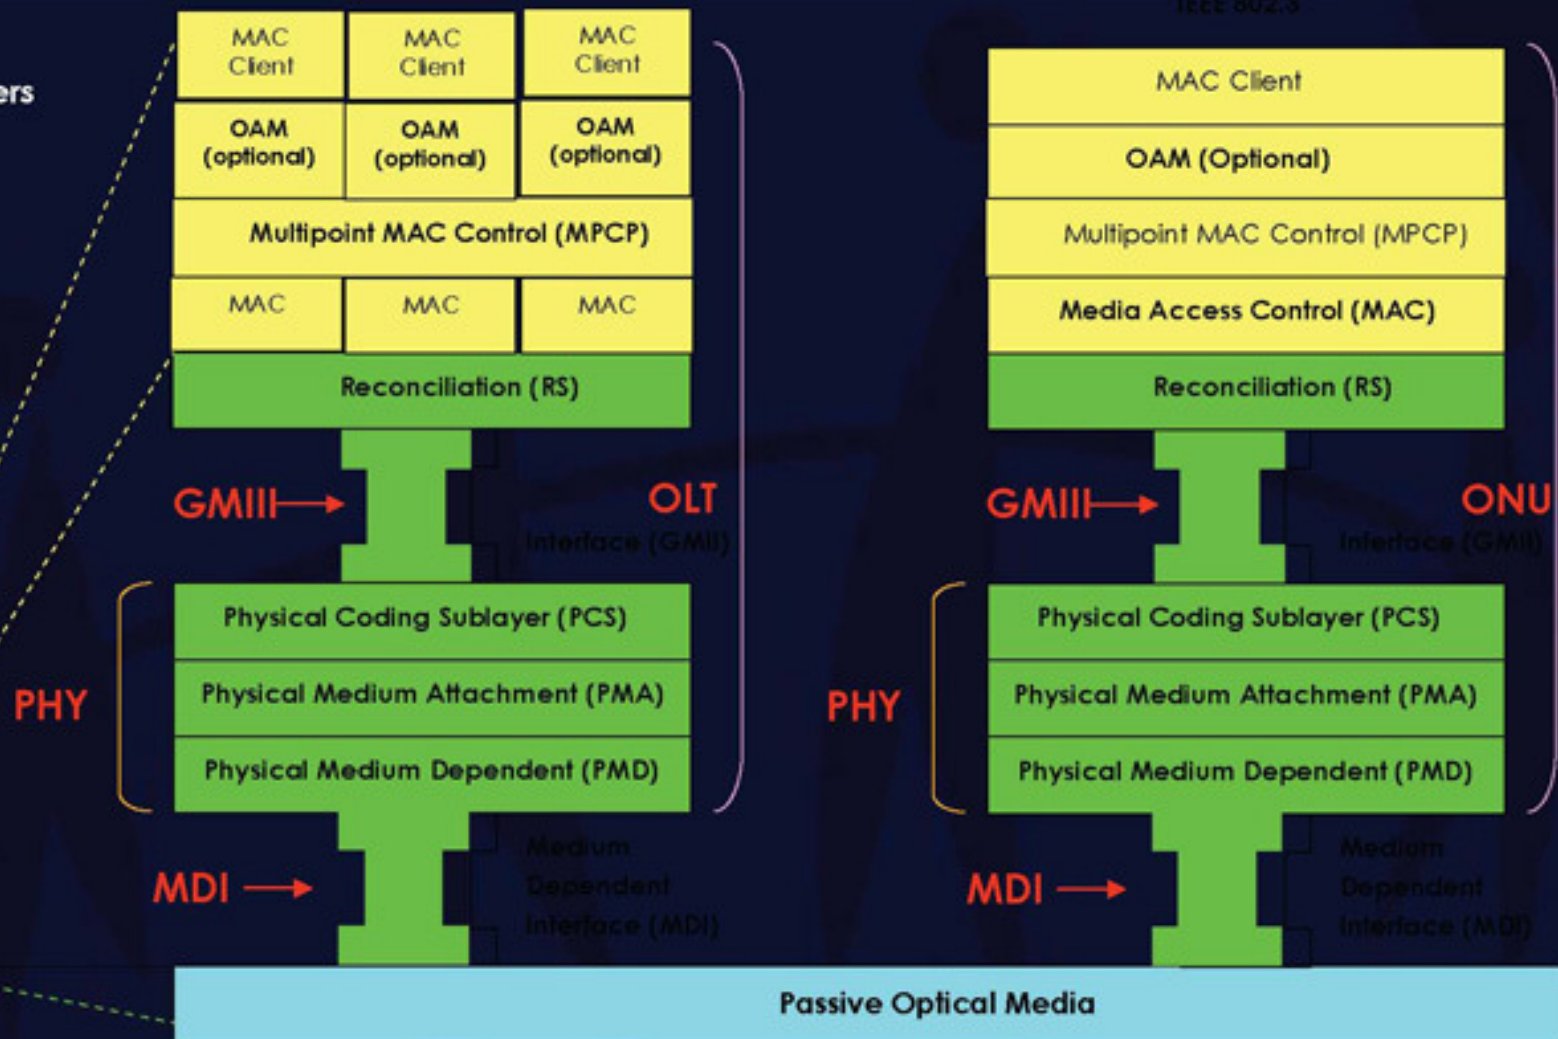 IEEE 802.3
ers
MAC
Client
MAC
Client
MAC
Client
OAM
(optional)
OAM
(optional)
OAM
(optional)
Multipoint MAC Control (MPCP)
MAC
MAC
MAC
Reconciliation (RS)
GMIII
OLT
Interface (GMII)
Physical Coding Sublayer (PCS)
Physical Medium Attachment (PMA)
Physical Medium Dependent (PMD)
PHY
MDI
Medium
Dependent
Interface (MDI)
MAC Client
OAM (Optional)
Multipoint MAC Control (MPCP)
Media Access Control (MAC)
Reconciliation (RS)
GMIII
ONU
Interface (GMII)
Physical Coding Sublayer (PCS)
Physical Medium Attachment (PMA)
Physical Medium Dependent (PMD)
PHY
MDI
Medium
Dependent
Interface (MDI)
Passive Optical Media